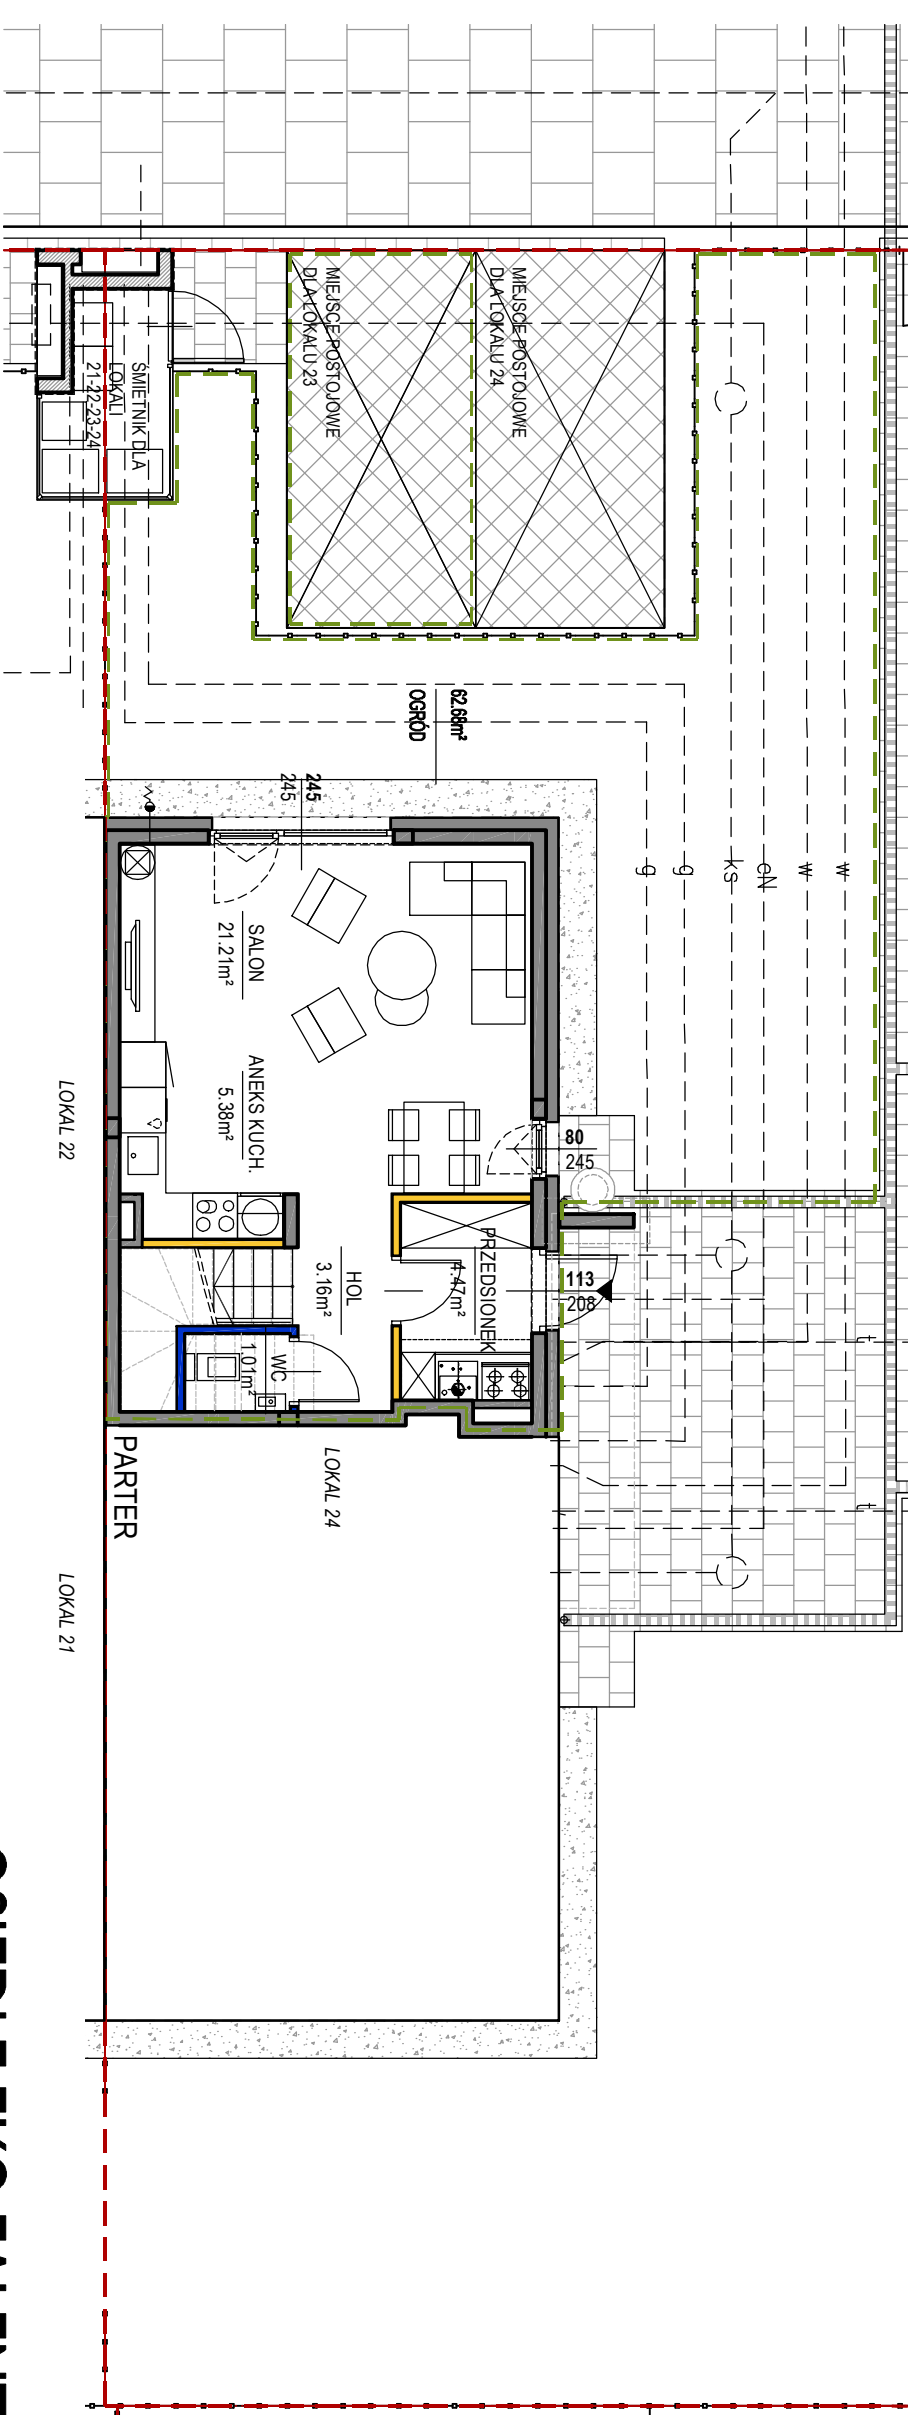 MIEJSCE POSTOJOWE
DLA LOKALU 24
MIEJSCE POSTOJOWE
DLA LOKALU 23
ŚMIETNIK DLA
LOKALI
21-22-23-24
62.68m²
OGRÓD
245
245
w
w
eN
ks
g
g
SALON
21.21m²
ANEKS KUCH.
5.38m²
80
245
113
208
PRZEDSIONEK
4.47m²
HOL
3.16m²
WC
1.01m²
t
t
LOKAL 22
LOKAL 24
PARTER
LOKAL 21